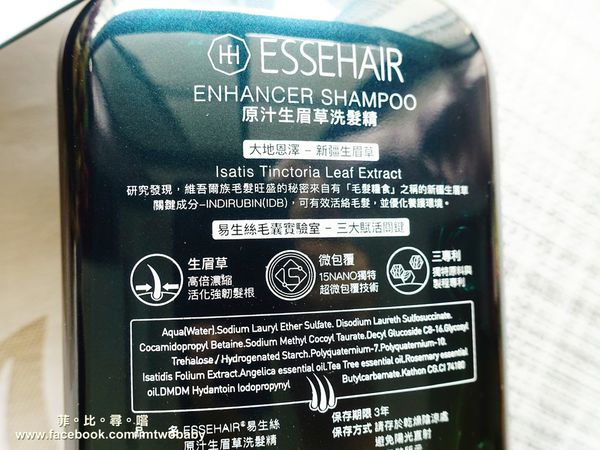 ESSEHAIR
ENHANCER SHAMPOO
原汁生眉草洗髮精
大地恩澤 – 新疆生眉草
Isatis Tinctoria Leaf Extract
研究發現，維吾爾族毛髮旺盛的秘密來自有「毛髮糧食」之稱的新疆生眉草
關鍵成分-INDIRUBIN(IDB)，可有效活絡毛髮，並優化養護環境。
易生絲毛囊實驗室 – 三大賦活關鍵
生眉草
高倍濃縮
活化強韌髮根
微包覆
15NANO獨特
超微包覆技術
三專利
獨特原料與
製程專利
Aqua(Water).Sodium Lauryl Ether Sulfate. Disodium Laureth Sulfosuccinate.
Cocamidopropyl Betaine.Sodium Methyl Cocoyl Taurate.Decyl Glucoside C8-16.Glycosyl
Trehalose / Hydrogenated Starch.Polyquaternium-7.Polyquaternium-10.
Isatidis Folium Extract.Angelica essential oil.Tea Tree essential oil.Rosemary essential
oil.DMDM Hydantoin Iodopropynyl Butylcarbamate.Kathon CG.CI 74180
品 名 ESSEHAIR®易生絲
原汁生眉草洗髮精
保存期限 3年
保存方式 請存於乾燥陰涼處
避免陽光直射
菲。比。尋。嚐
www.facebook.com/mtwobaby